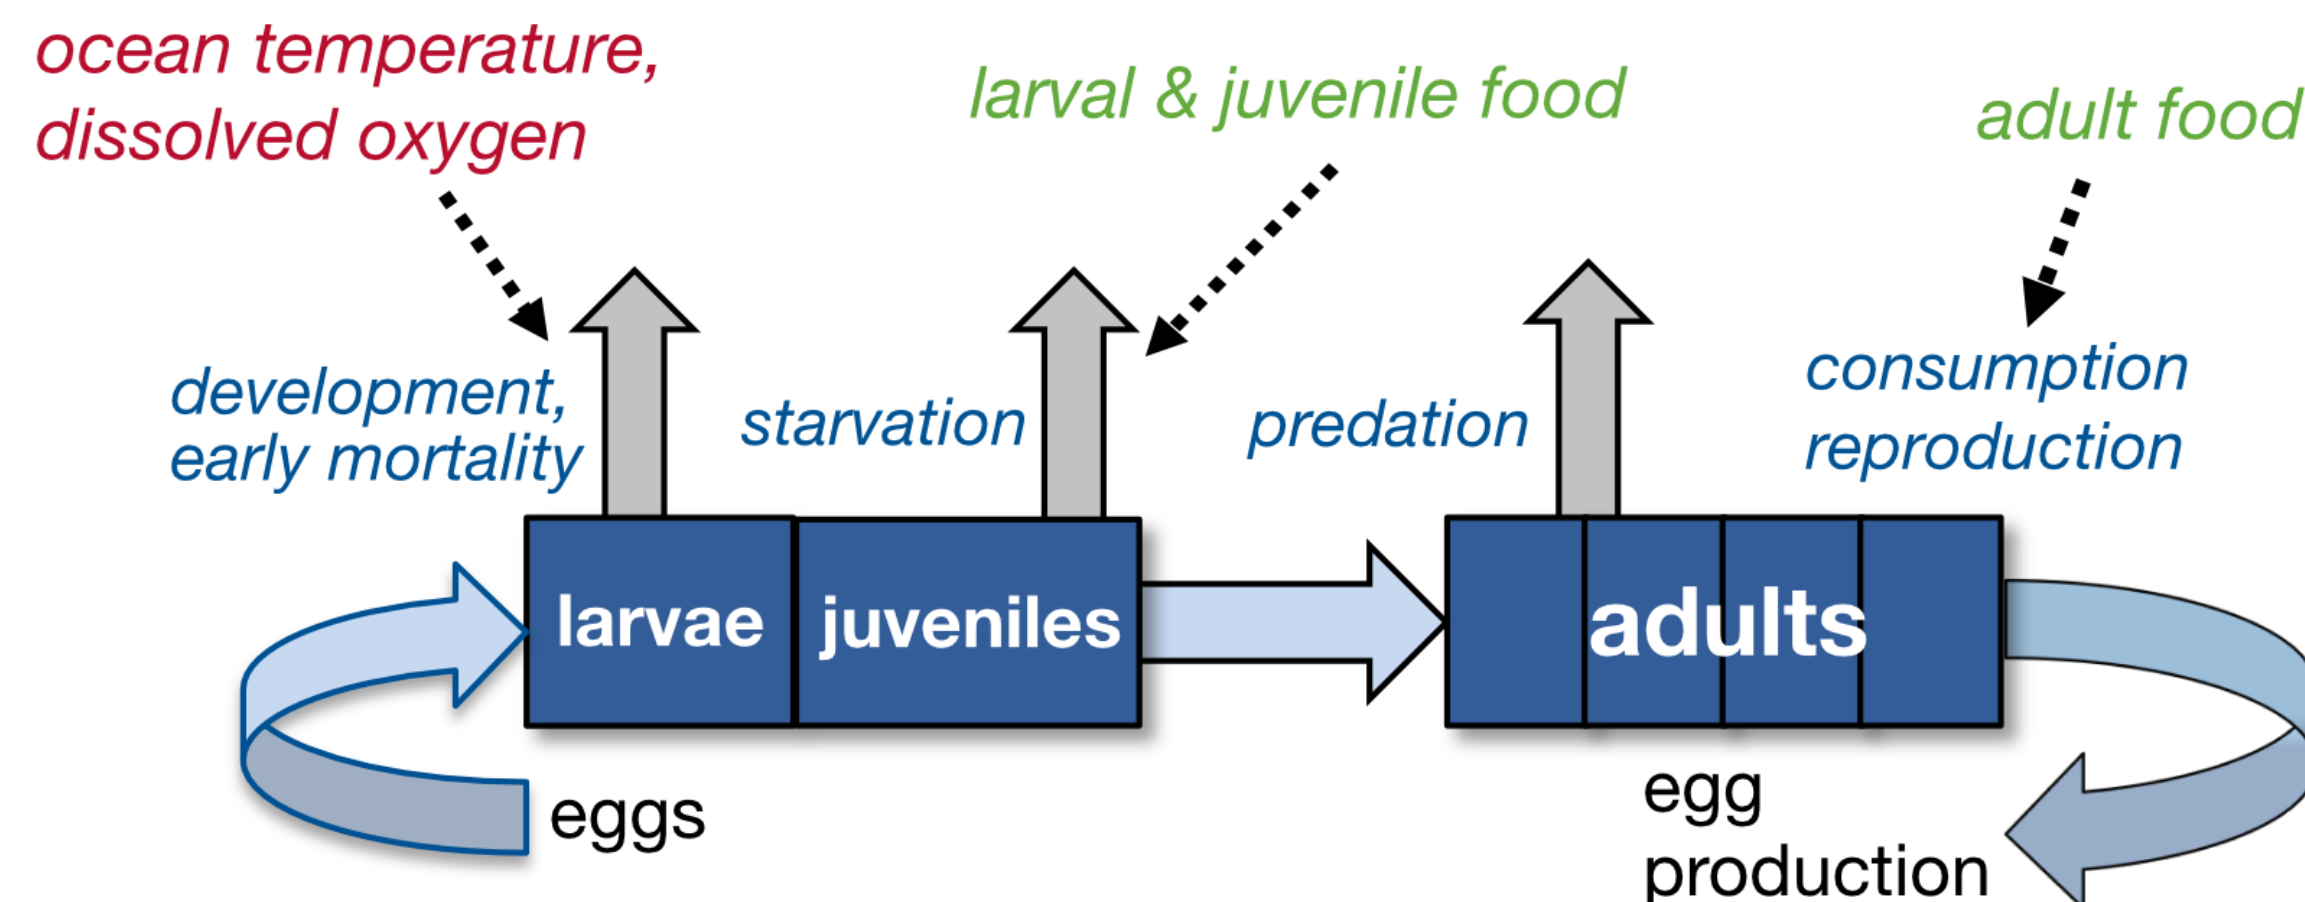 ocean temperature,
dissolved oxygen
larval & juvenile food
adult food
development,
early mortality
starvation
predation
consumption
reproduction
larvae
juveniles
adults
eggs
egg
production